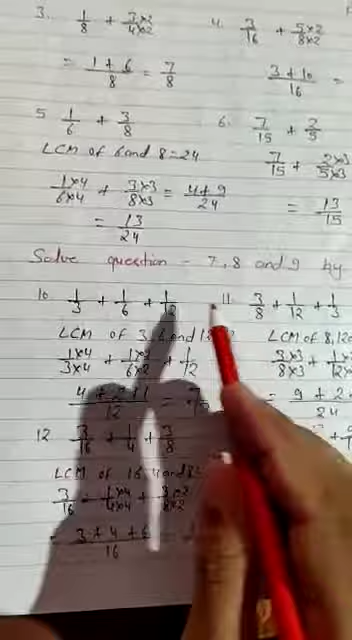 3. 1/8 + 3×2/4×2
= 1+6/8 = 7/8
4. 3/16 + 5×2/8×2
3+10/16 =
5 1/6 + 3/8
LCM of 6 and 8 = 24
1×4/6×4 + 3×3/8×3 = 4+9/24
= 13/24
6. 7/15 + 2/5
7/15 + 2×3/5×3
= 13/15
Solve question - 7, 8 and 9 by
10 1/3 + 1/6 + 1/12
LCM of 3, 6 and
1×4/3×4 + 1×2/6×2 + 1/12
4+2+1/12 =
11 3/8 + 1/12 + 1/3
LCM of 8, 12
3×3/8×3 + 1×2/12×
= 9+2/24
12 3/16 + 1/4 + 3/8
LCM of 16, 4 and 8
3/16 + 1×4/4×4 + 3×2/8×2
= 3+4+6/16 =